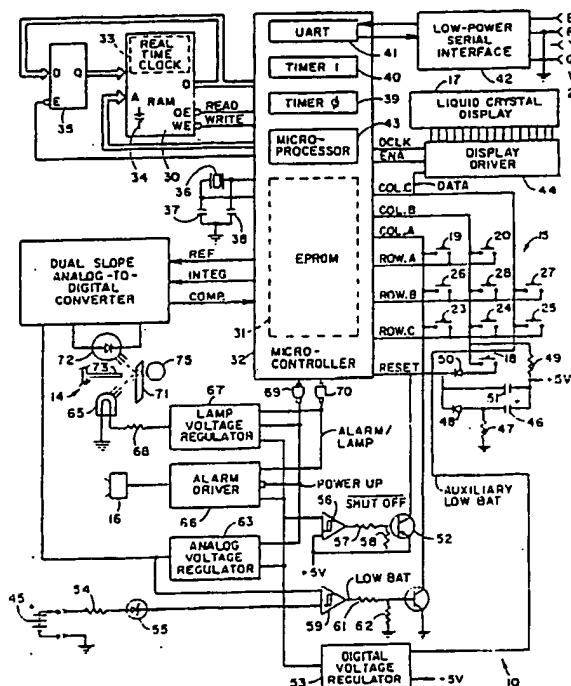 33
REAL
TIME
CLOCK
D Q
E
A RAM
D
OE
WE
READ
WRITE
35
34
30
36
37
38
UART
41
TIMER 1
40
TIMER 0
39
MICRO-
PROCESSOR
43
EPROM
31
32
MICRO-
CONTROLLER
LOW-POWER
SERIAL
INTERFACE
42
17
LIQUID CRYSTAL
DISPLAY
DCLK
ENA
DISPLAY
DRIVER
44
DATA
COL.C
COL.B
COL.A
ROW.A
ROW.B
ROW.C
RESET
19
20
15
26
28
27
23
24
25
18
50
49
+5V
51
48
46
47
DUAL SLOPE
ANALOG-TO-
DIGITAL
CONVERTER
REF
INTEG
COMP.
72
73
75
14
71
65
67
LAMP
VOLTAGE
REGULATOR
68
69
70
ALARM/
LAMP
ALARM
DRIVER
66
16
POWER UP
63
ANALOG
VOLTAGE
REGULATOR
56
SHUT OFF
57
58
52
+5V
AUXILIARY
LOW BAT
LOW BAT
59
61
62
45
+
54
55
DIGITAL
VOLTAGE
REGULATOR
53
+5V
10